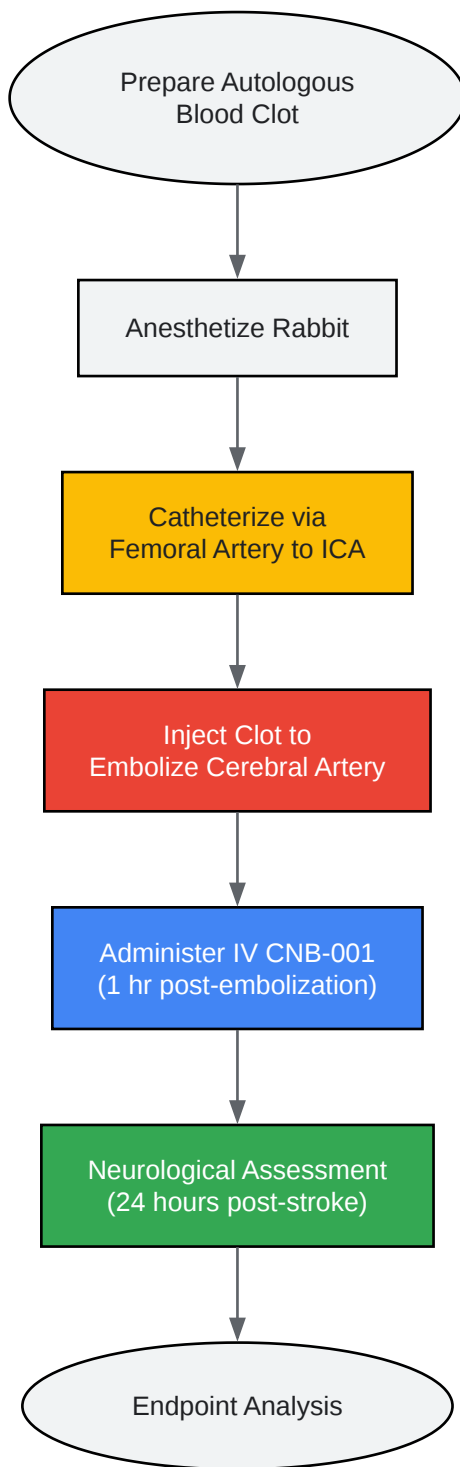 Prepare Autologous
Blood Clot
Anesthetize Rabbit
Catheterize via
Femoral Artery to ICA
Inject Clot to
Embolize Cerebral Artery
Administer IV CNB-001
(1 hr post-embolization)
Neurological Assessment
(24 hours post-stroke)
Endpoint Analysis